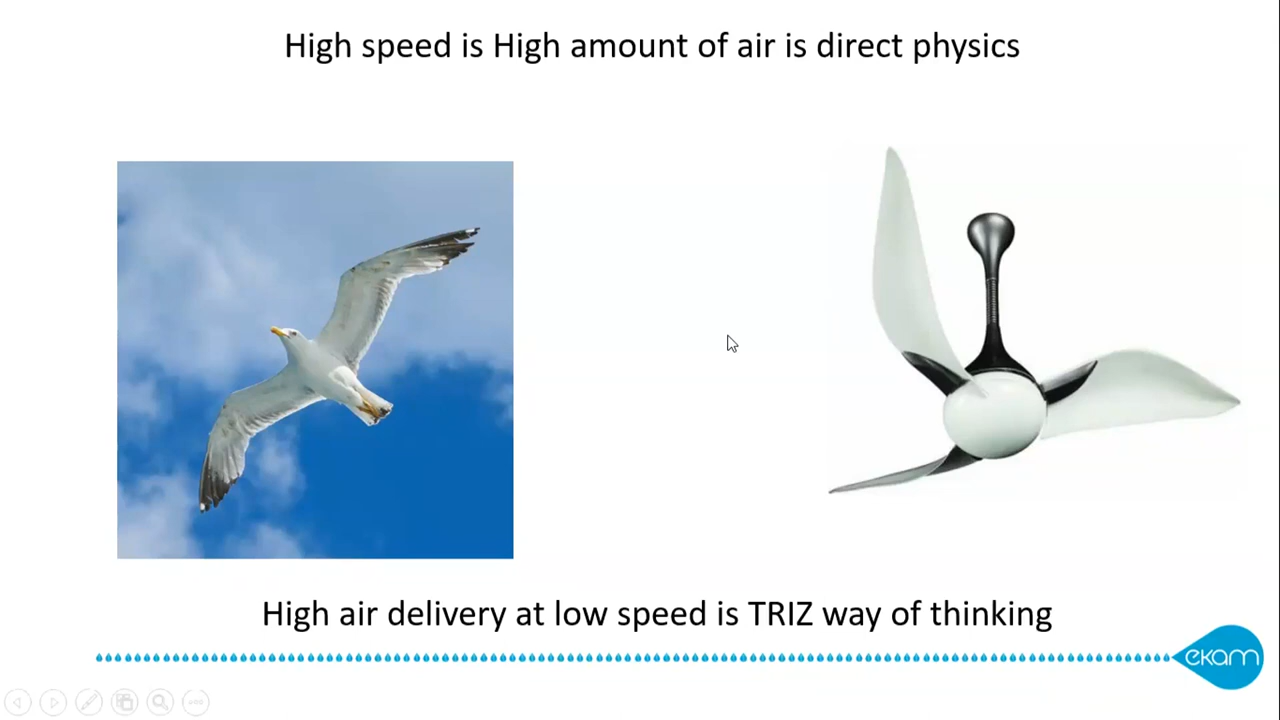 High speed is High amount of air is direct physics
High air delivery at low speed is TRIZ way of thinking
ekam